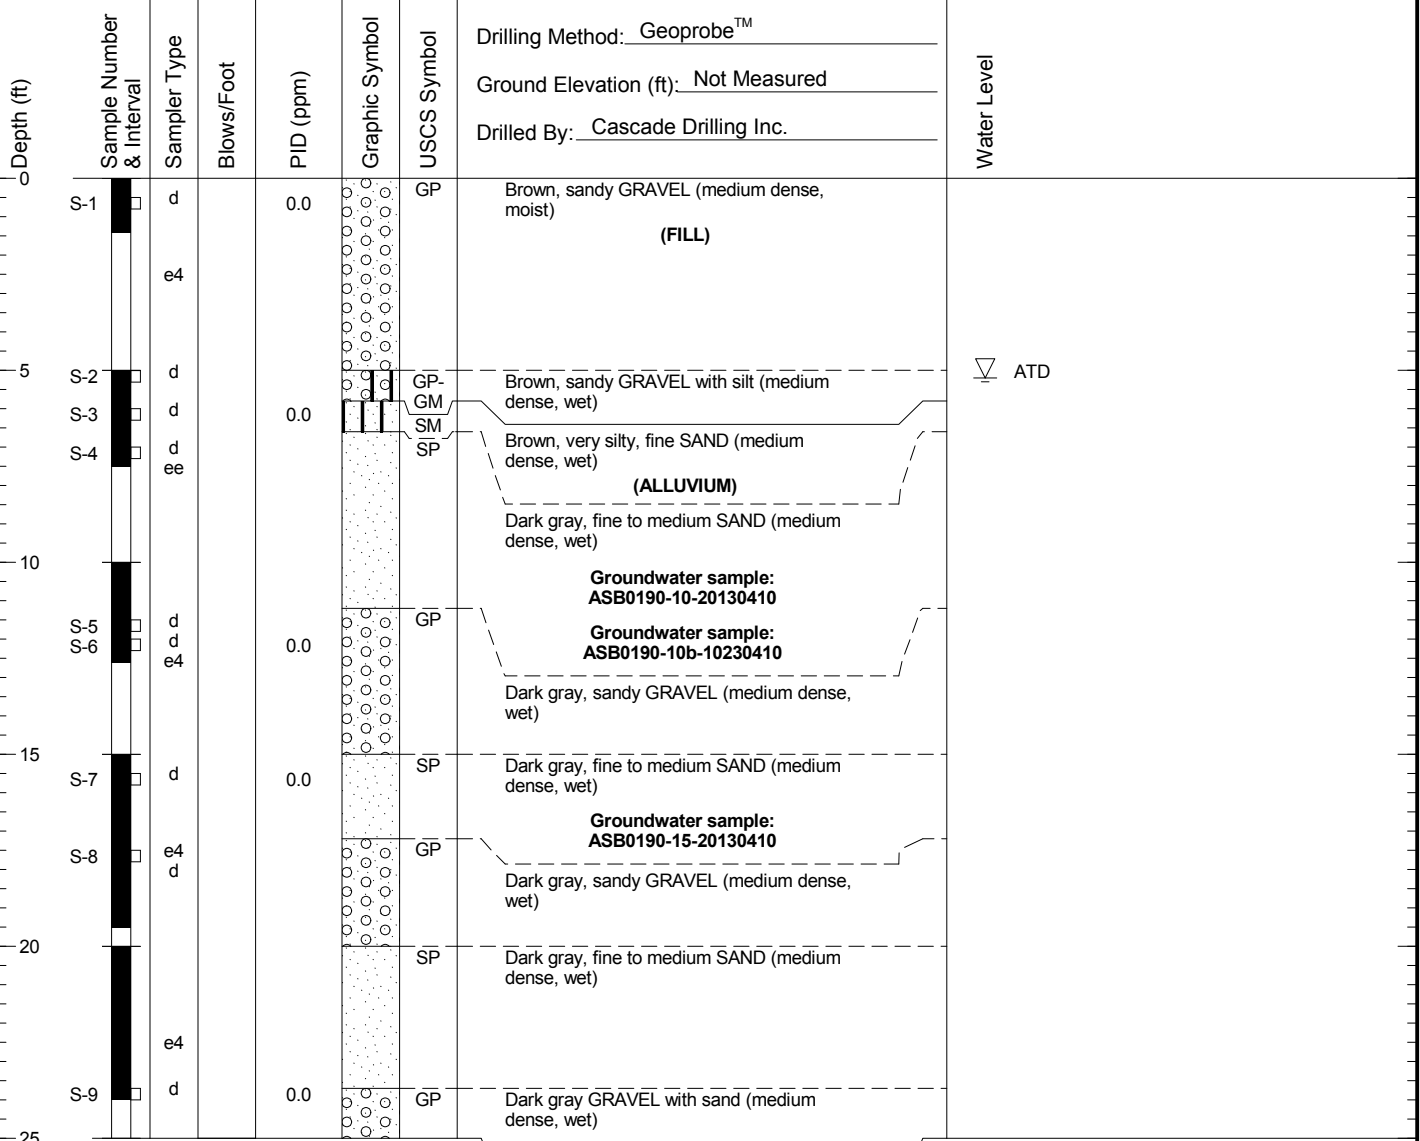 Depth (ft)
Sample Number
& Interval
Sampler Type
Blows/Foot
PID (ppm)
Graphic Symbol
USCS Symbol
Drilling Method: Geoprobe™
Ground Elevation (ft): Not Measured
Drilled By: Cascade Drilling Inc.
Water Level
0
S-1 d 0.0 GP Brown, sandy GRAVEL (medium dense,
moist)
(FILL)
e4
5
S-2 d GP-
GM Brown, sandy GRAVEL with silt (medium
dense, wet)
ATD
S-3 d 0.0 SM
Brown, very silty, fine SAND (medium
dense, wet)
S-4 d SP
ee
(ALLUVIUM)
Dark gray, fine to medium SAND (medium
dense, wet)
10
Groundwater sample:
ASB0190-10-20130410
S-5 d GP
Groundwater sample:
ASB0190-10b-10230410
S-6 d 0.0
e4
Dark gray, sandy GRAVEL (medium dense,
wet)
15
S-7 d 0.0 SP Dark gray, fine to medium SAND (medium
dense, wet)
Groundwater sample:
ASB0190-15-20130410
S-8 e4 GP
d
Dark gray, sandy GRAVEL (medium dense,
wet)
20
SP Dark gray, fine to medium SAND (medium
dense, wet)
e4
S-9 d 0.0 GP Dark gray GRAVEL with sand (medium
dense, wet)
25